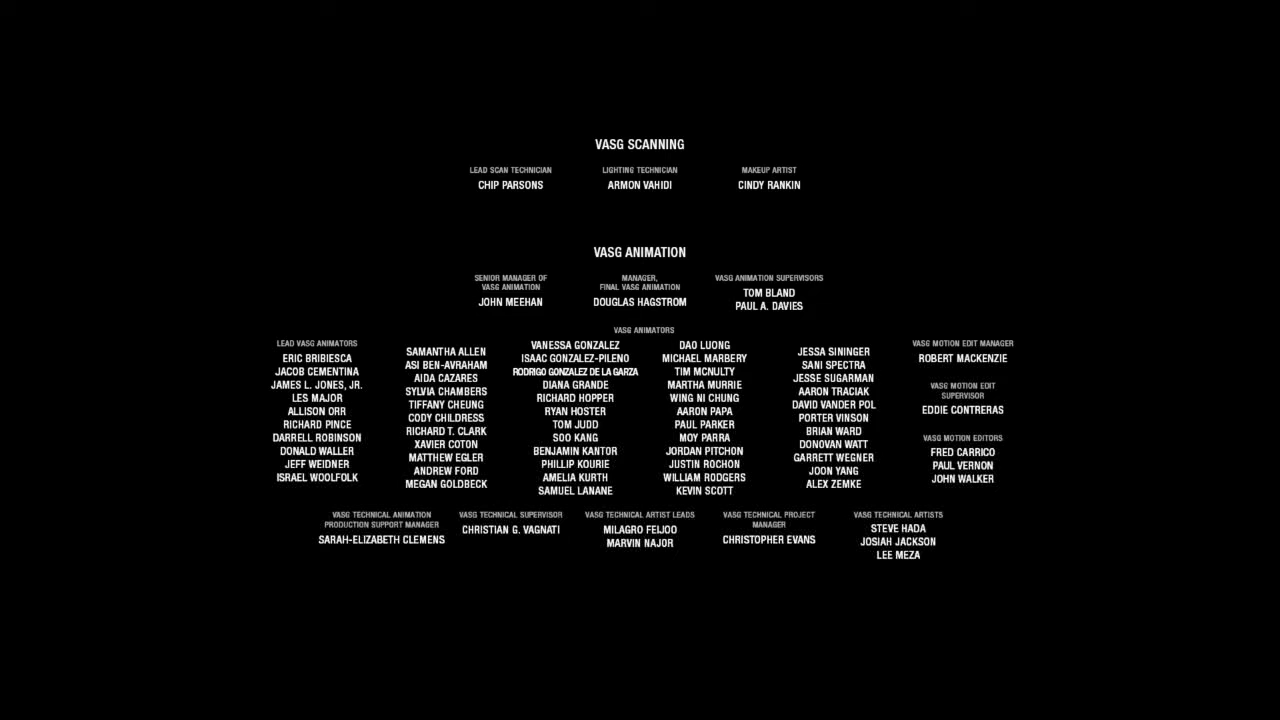 VASG SCANNING
LEAD SCAN TECHNICIAN
CHIP PARSONS
LIGHTING TECHNICIAN
ARMON VAHIDI
MAKEUP ARTIST
CINDY RANKIN
VASG ANIMATION
SENIOR MANAGER OF
VASG ANIMATION
JOHN MEEHAN
MANAGER,
FINAL VASG ANIMATION
DOUGLAS HAGSTROM
VASG ANIMATION SUPERVISORS
TOM BLAND
PAUL A. DAVIES
LEAD VASG ANIMATORS
ERIC BRIBIESCA
JACOB CEMENTINA
JAMES L. JONES, JR.
LES MAJOR
ALLISON ORR
RICHARD PINCE
DARRELL ROBINSON
DONALD WALLER
JEFF WEIDNER
ISRAEL WOOLFOLK
VASG ANIMATORS
SAMANTHA ALLEN
ASI BEN-AVRAHAM
AIDA CAZARES
SYLVIA CHAMBERS
TIFFANY CHEUNG
CODY CHILDRESS
RICHARD T. CLARK
XAVIER COTON
MATTHEW EGLER
ANDREW FORD
MEGAN GOLDBECK
VANESSA GONZALEZ
ISAAC GONZALEZ-PILENO
RODRIGO GONZALEZ DE LA GARZA
DIANA GRANDE
RICHARD HOPPER
RYAN HOSTER
TOM JUDD
SOO KANG
BENJAMIN KANTOR
PHILLIP KOURIE
AMELIA KURTH
SAMUEL LANANE
DAO LUONG
MICHAEL MARBERY
TIM MCNULTY
MARTHA MURRIE
WING NI CHUNG
AARON PAPA
PAUL PARKER
MOY PARRA
JORDAN PITCHON
JUSTIN ROCHON
WILLIAM RODGERS
KEVIN SCOTT
JESSA SININGER
SANI SPECTRA
JESSE SUGARMAN
AARON TRACIAK
DAVID VANDER POL
PORTER VINSON
BRIAN WARD
DONOVAN WATT
GARRETT WEGNER
JOON YANG
ALEX ZEMKE
VASG MOTION EDIT MANAGER
ROBERT MACKENZIE
VASG MOTION EDIT
SUPERVISOR
EDDIE CONTRERAS
VASG MOTION EDITORS
FRED CARRICO
PAUL VERNON
JOHN WALKER
VASG TECHNICAL ANIMATION
PRODUCTION SUPPORT MANAGER
SARAH-ELIZABETH CLEMENS
VASG TECHNICAL SUPERVISOR
CHRISTIAN G. VAGNATI
VASG TECHNICAL ARTIST LEADS
MILAGRO FEIJOO
MARVIN NAJOR
VASG TECHNICAL PROJECT
MANAGER
CHRISTOPHER EVANS
VASG TECHNICAL ARTISTS
STEVE HADA
JOSIAH JACKSON
LEE MEZA